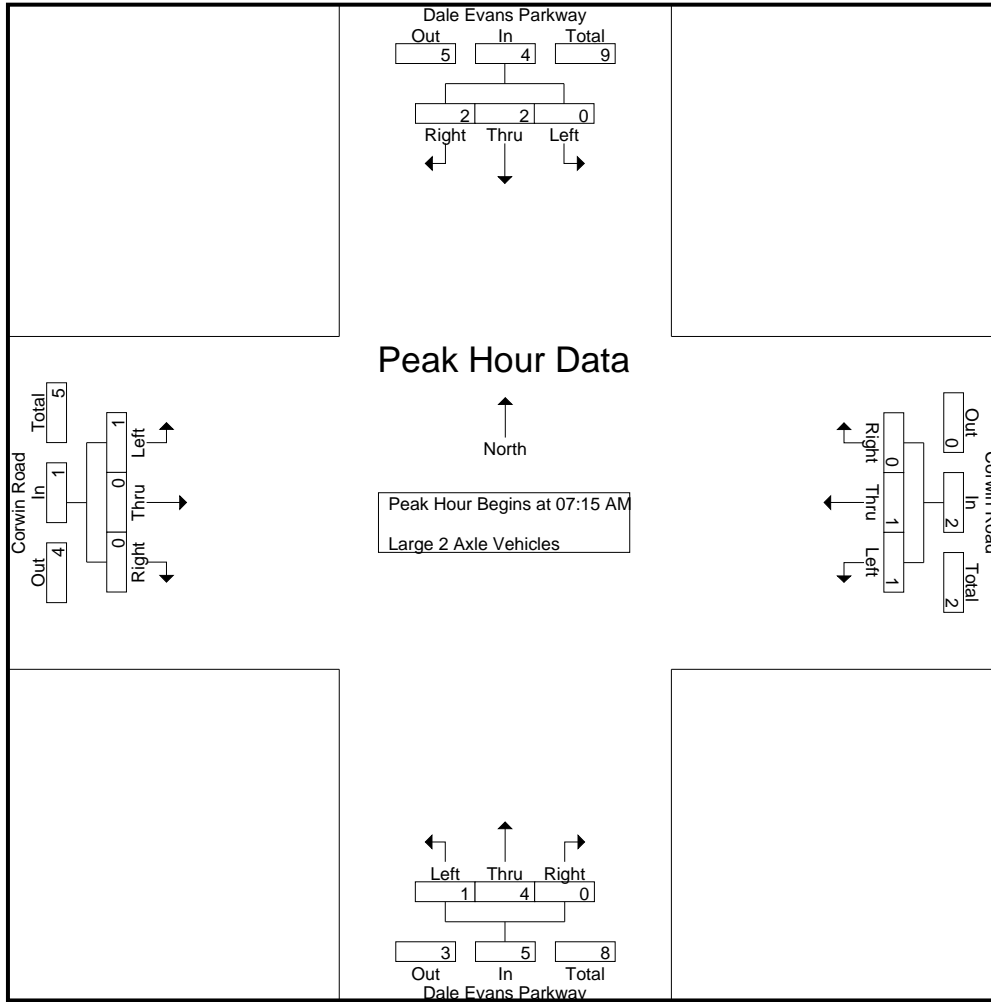 Dale Evans Parkway
Out In Total
5 4 9
2 2 0
Right Thru Left
Peak Hour Data
North
Peak Hour Begins at 07:15 AM
Large 2 Axle Vehicles
Corwin Road
Total In Out
5 1 4
1 0 0
Left Thru Right
Corwin Road
Out In Total
0 2 2
0 1 1
Right Thru Left
Left Thru Right
1 4 0
3 5 8
Out In Total
Dale Evans Parkway